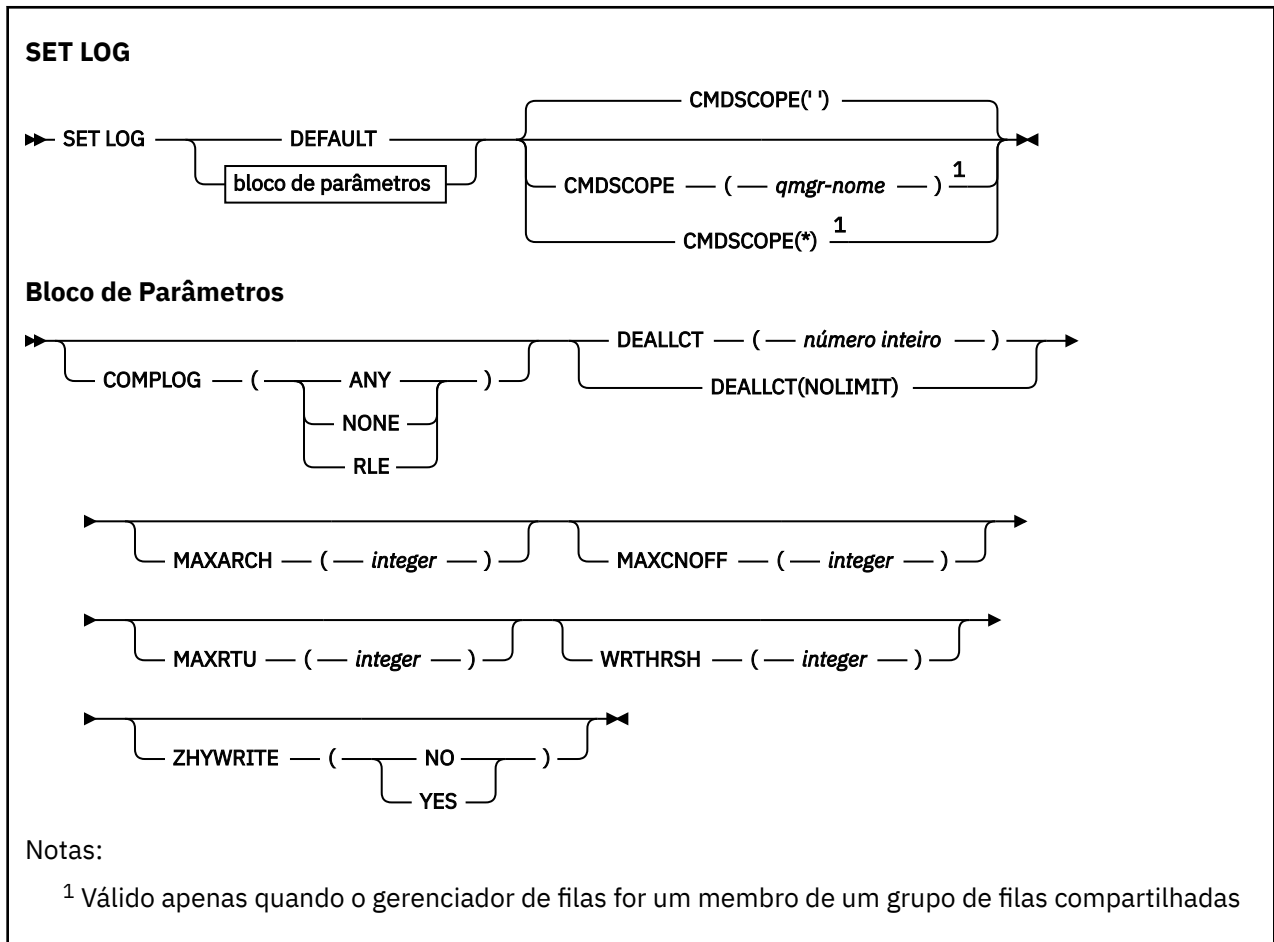 SET LOG
CMDSCOPE(' ')
SET LOG DEFAULT
bloco de parâmetros
CMDSCOPE ( qmgr-nome ) 1
CMDSCOPE(*) 1
Bloco de Parâmetros
DEALLCT ( número inteiro )
COMPLOG ( ANY ) DEALLCT(NOLIMIT)
NONE
RLE
MAXARCH ( integer ) MAXCNOFF ( integer )
MAXRTU ( integer ) WRTHRSH ( integer )
ZHYWRITE ( NO )
YES
Notas:
1 Válido apenas quando o gerenciador de filas for um membro de um grupo de filas compartilhadas